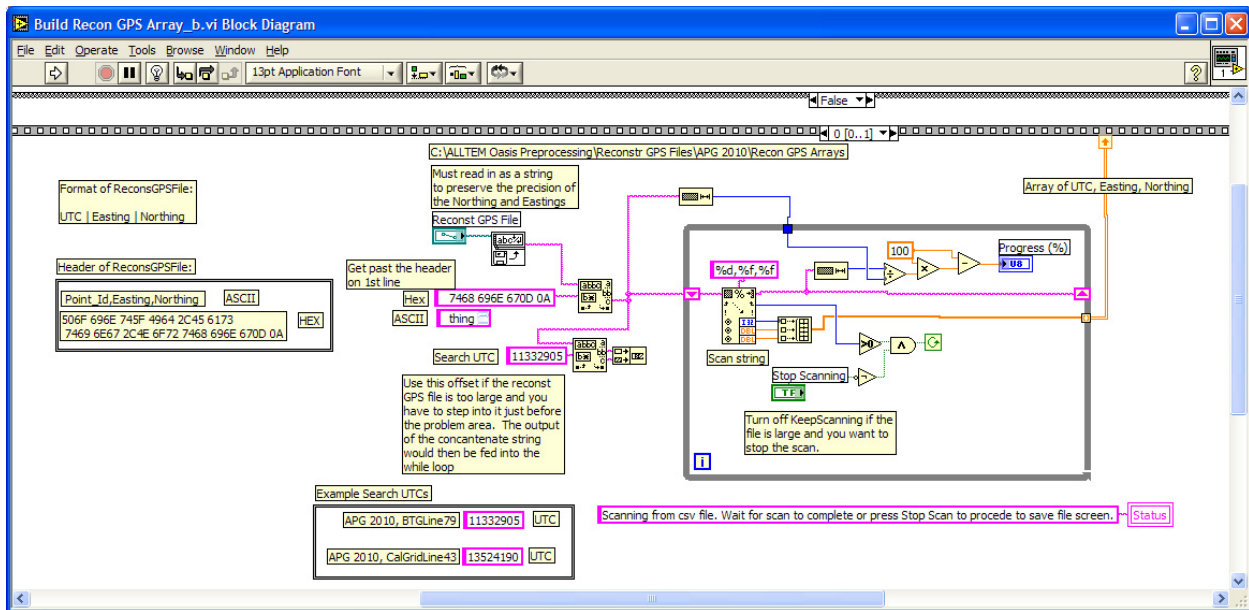 Build Recon GPS Array_b.vi Block Diagram
File Edit Operate Tools Browse Window Help
13pt Application Font
1
False
0 [0..1]
C:\ALLTEM Oasis Preprocessing\Reconstr GPS Files\APG 2010\Recon GPS Arrays
Format of ReconsGPSFile:
UTC | Easting | Northing
Must read in as a string
to preserve the precision of
the Northing and Eastings
Reconst GPS File
Array of UTC, Easting, Northing
Header of ReconsGPSFile:
Point_Id,Easting,Northing
ASCII
506F 696E 745F 4964 2C45 6173
7469 6E67 2C4E 6F72 7468 696E 670D 0A
HEX
Get past the header
on 1st line
Hex
7468 696E 670D 0A
ASCII
thing
Search UTC
11332905
Use this offset if the reconst
GPS file is too large and you
have to step into it just before
the problem area. The output
of the concantenate string
would then be fed into the
while loop
%d,%f,%f
100
Progress (%)
U8
I32
DBL
DBL
Scan string
>0
Stop Scanning
TF
Turn off KeepScanning if the
file is large and you want to
stop the scan.
i
Example Search UTCs
APG 2010, BTGLine79
11332905
UTC
APG 2010, CalGridLine43
13524190
UTC
Scanning from csv file. Wait for scan to complete or press Stop Scan to procede to save file screen.
Status